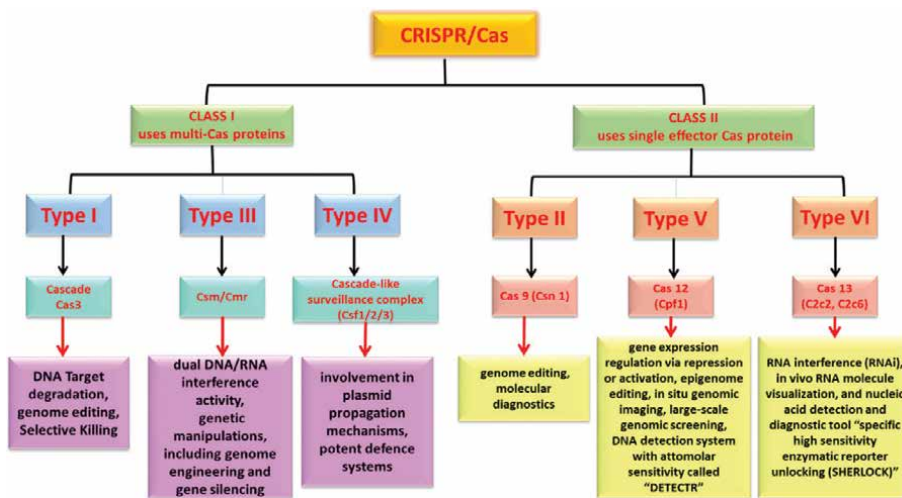 CRISPR/Cas
CLASS I
uses multi-Cas proteins
CLASS II
uses single effector Cas protein
Type I
Type III
Type IV
Type II
Type V
Type VI
Cascade
Cas3
Csm/Cmr
Cascade-like
surveillance complex
(Csf1/2/3)
Cas 9 (Csn 1)
Cas 12
(Cpf1)
Cas 13
(C2c2, C2c6)
DNA Target
degradation,
genome editing,
Selective Killing
dual DNA/RNA
interference
activity,
genetic
manipulations,
including genome
engineering and
gene silencing
involvement in
plasmid
propagation
mechanisms,
potent defence
systems
genome editing,
molecular
diagnostics
gene expression
regulation via repression
or activation, epigenome
editing, in situ genomic
imaging, large-scale
genomic screening,
DNA detection system
with attomolar
sensitivity called
"DETECTR"
RNA interference (RNAi),
in vivo RNA molecule
visualization, and nucleic
acid detection and
diagnostic tool "specific
high sensitivity
enzymatic reporter
unlocking (SHERLOCK)"